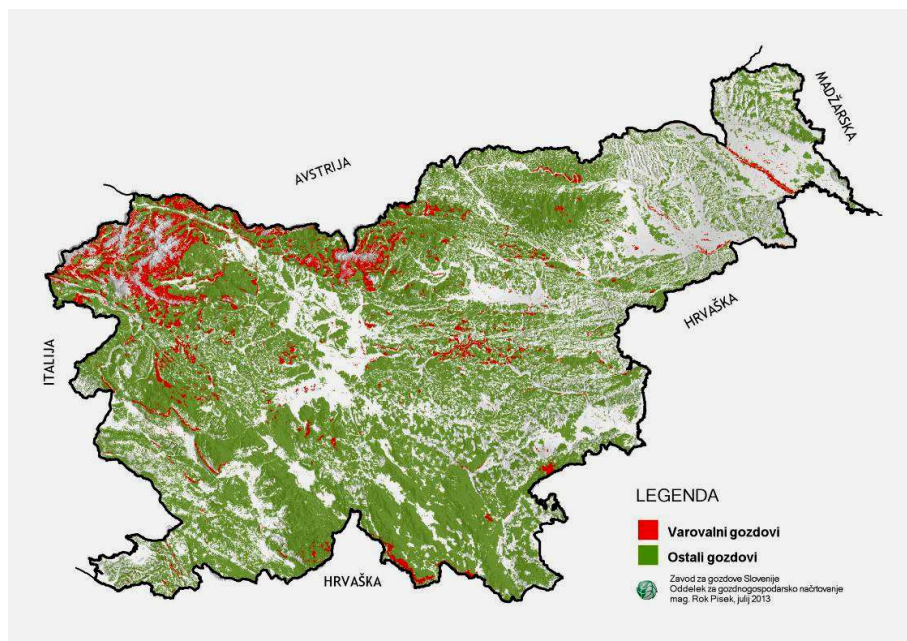 MADŽARSKA
AVSTRIJA
HRVAŠKA
ITALIJA
HRVAŠKA
LEGENDA
Varovalni gozdovi
Ostali gozdovi
Zavod za gozdove Slovenije
Oddelek za gozdnogospodarsko načrtovanje
mag. Rok Pisek, julij 2013